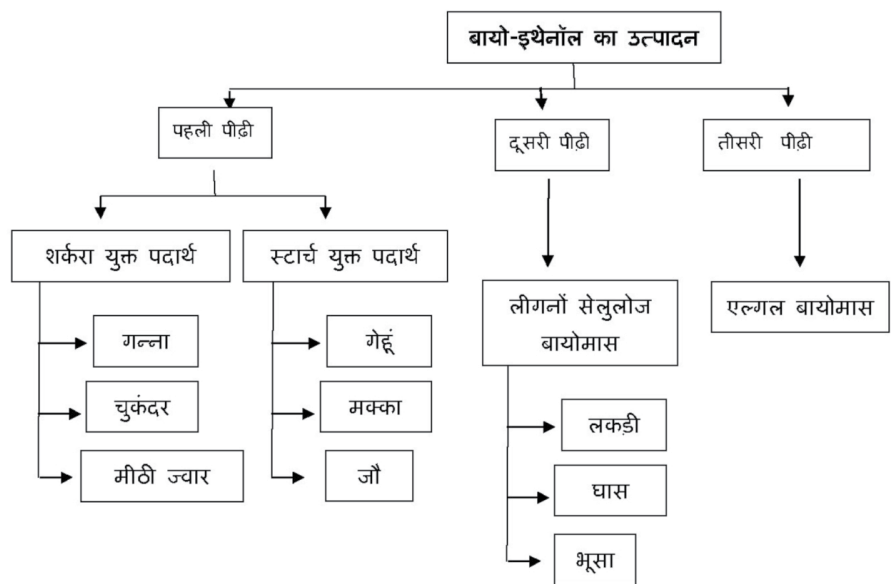 बायो-इथेनॉल का उत्पादन
पहली पीढ़ी
दूसरी पीढ़ी
तीसरी पीढ़ी
शर्करा युक्त पदार्थ
स्टार्च युक्त पदार्थ
लीगनों सेलुलोज
बायोमास
एल्गल बायोमास
गन्ना
चुकंदर
मीठी ज्वार
गेहूं
मक्का
जौ
लकड़ी
घास
भूसा